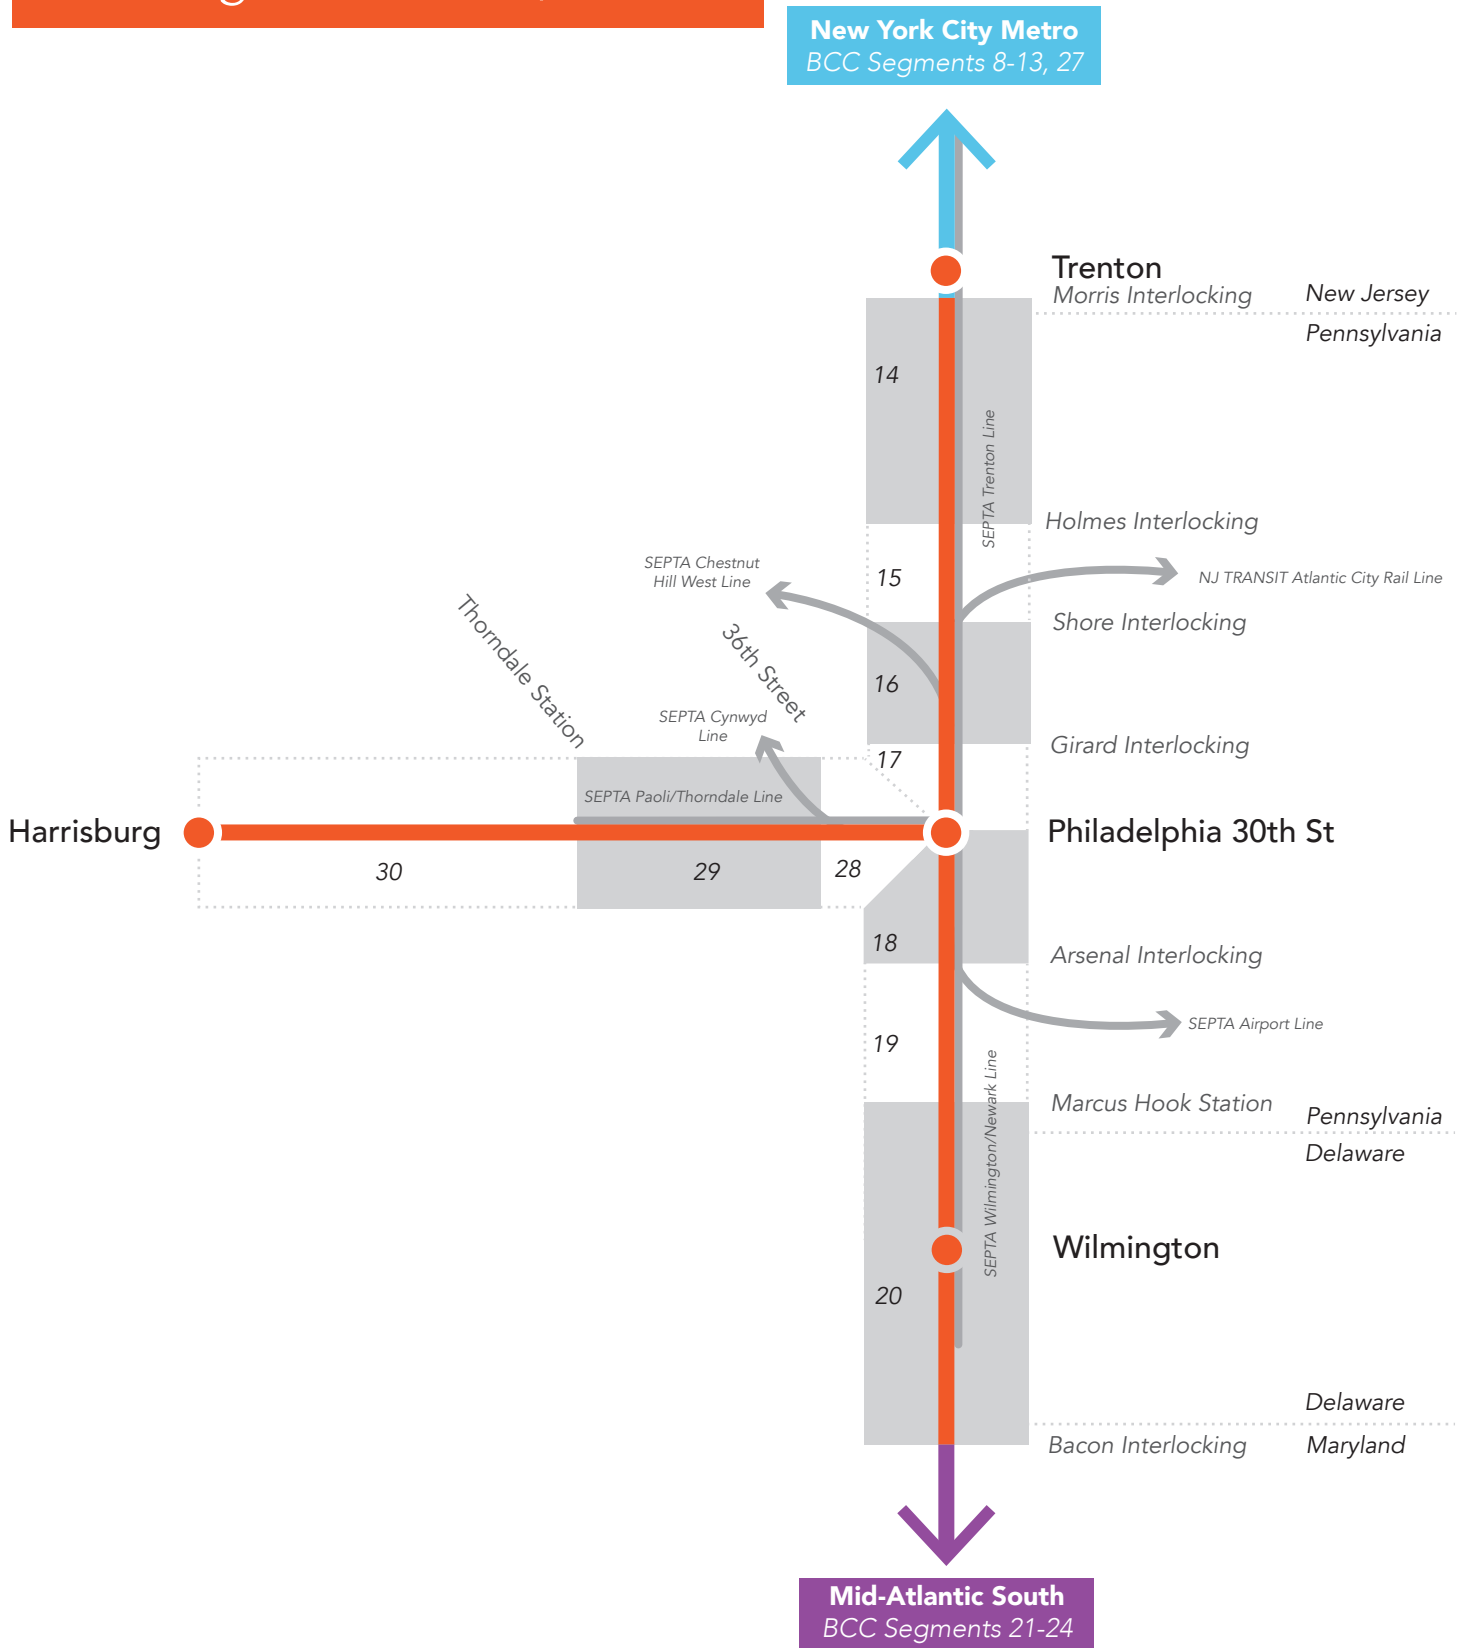 New York City Metro
BCC Segments 8-13, 27
Trenton
Morris Interlocking
New Jersey
Pennsylvania
14
SEPTA Trenton Line
Holmes Interlocking
SEPTA Chestnut
Hill West Line
15
NJ TRANSIT Atlantic City Rail Line
Thorndale Station
36th Street
Shore Interlocking
16
SEPTA Cynwyd
Line
Girard Interlocking
17
SEPTA Paoli/Thorndale Line
Harrisburg
Philadelphia 30th St
30
29
28
18
Arsenal Interlocking
19
SEPTA Airport Line
SEPTA Wilmington/Newark Line
Marcus Hook Station
Pennsylvania
Delaware
Wilmington
20
Delaware
Bacon Interlocking
Maryland
Mid-Atlantic South
BCC Segments 21-24